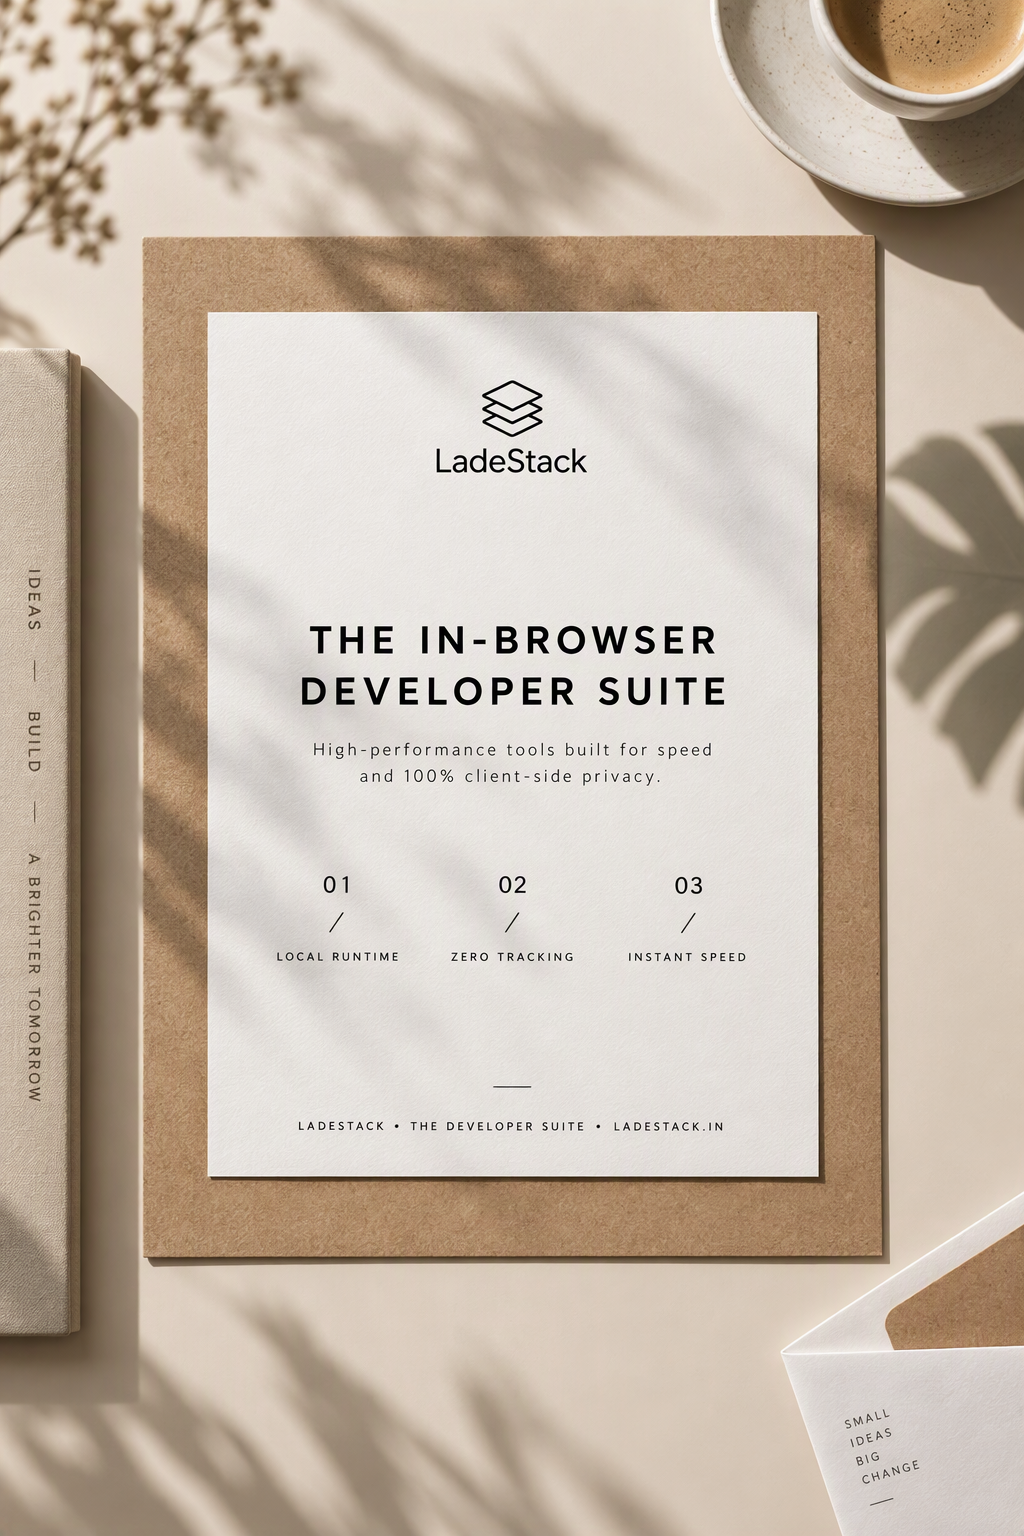 LadeStack
THE IN-BROWSER
DEVELOPER SUITE
High-performance tools built for speed
and 100% client-side privacy.
01
/
LOCAL RUNTIME
02
/
ZERO TRACKING
03
/
INSTANT SPEED
LADESTACK • THE DEVELOPER SUITE • LADESTACK.IN
IDEAS — BUILD — A BRIGHTER TOMORROW
SMALL
IDEAS
BIG
CHANGE